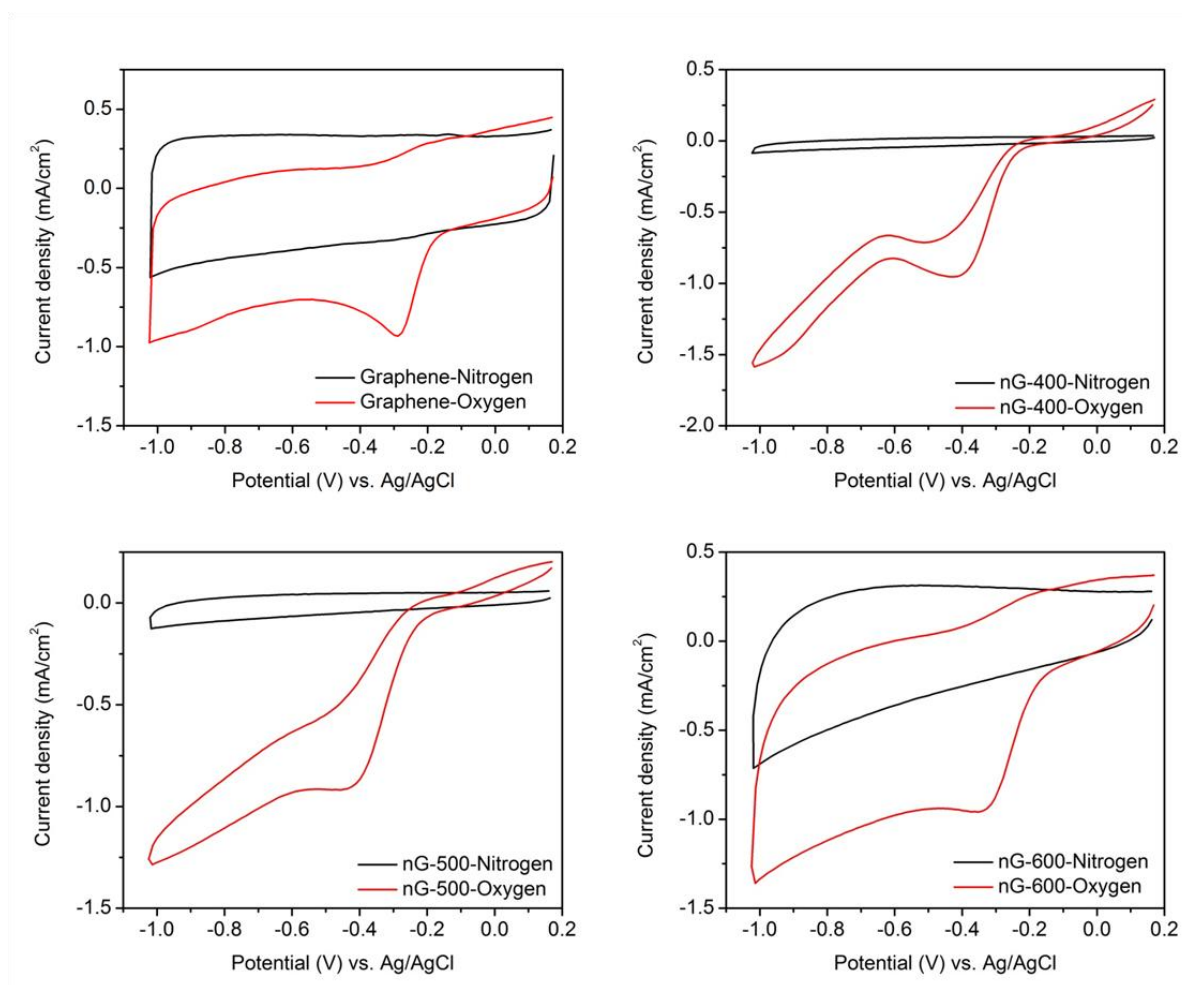 0.5
0.0
-0.5
-1.0
-1.5
Current density (mA/cm²)
Graphene-Nitrogen
Graphene-Oxygen
-1.0 -0.8 -0.6 -0.4 -0.2 0.0 0.2
Potential (V) vs. Ag/AgCl
0.5
0.0
-0.5
-1.0
-1.5
-2.0
Current density (mA/cm²)
nG-400-Nitrogen
nG-400-Oxygen
-1.0 -0.8 -0.6 -0.4 -0.2 0.0 0.2
Potential (V) vs. Ag/AgCl
0.0
-0.5
-1.0
-1.5
Current density (mA/cm²)
nG-500-Nitrogen
nG-500-Oxygen
-1.0 -0.8 -0.6 -0.4 -0.2 0.0 0.2
Potential (V) vs. Ag/AgCl
0.5
0.0
-0.5
-1.0
-1.5
Current density (mA/cm²)
nG-600-Nitrogen
nG-600-Oxygen
-1.0 -0.8 -0.6 -0.4 -0.2 0.0 0.2
Potential (V) vs. Ag/AgCl